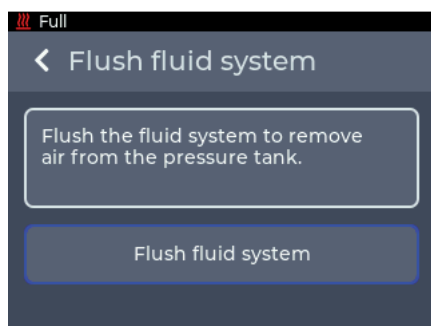 Full
Flush fluid system
Flush the fluid system to remove
air from the pressure tank.
Flush fluid system